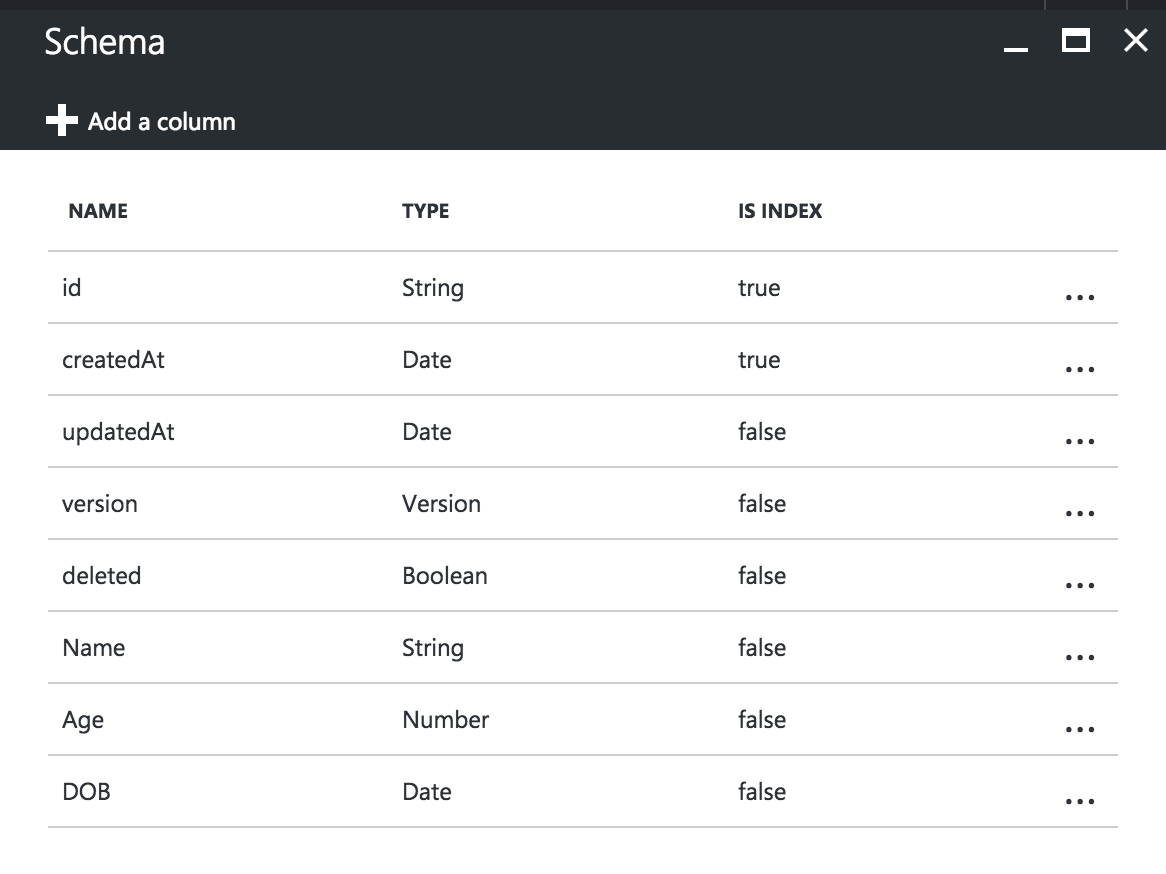 Schema
Add a column
NAME TYPE IS INDEX
id String true ...
createdAt Date true ...
updatedAt Date false ...
version Version false ...
deleted Boolean false ...
Name String false ...
Age Number false ...
DOB Date false ...